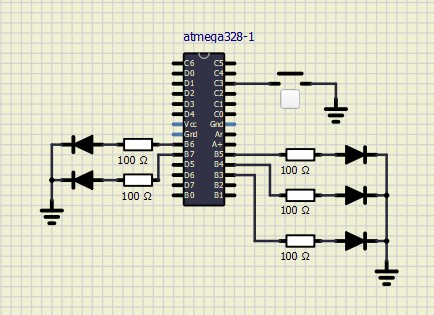 atmega328-1
C6 C5
D0 C4
D1 C3
D2 C2
D3 C1
D4 C0
Vcc Gnd
Gnd Ar
B6 A+
B7 B5
D5 B4
D6 B3
D7 B2
B0 B1
100 Ω
100 Ω
100 Ω
100 Ω
100 Ω